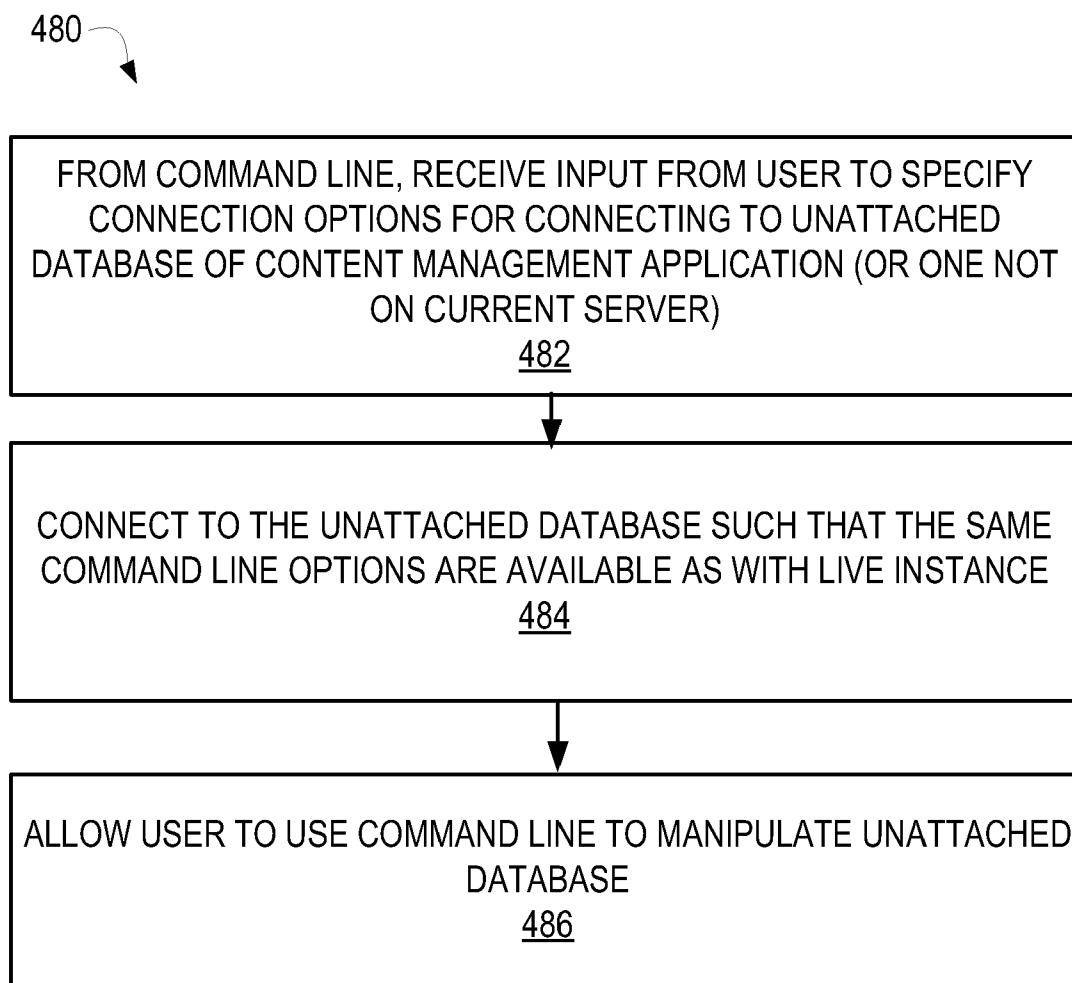 480
FROM COMMAND LINE, RECEIVE INPUT FROM USER TO SPECIFY
CONNECTION OPTIONS FOR CONNECTING TO UNATTACHED
DATABASE OF CONTENT MANAGEMENT APPLICATION (OR ONE NOT
ON CURRENT SERVER)
482
CONNECT TO THE UNATTACHED DATABASE SUCH THAT THE SAME
COMMAND LINE OPTIONS ARE AVAILABLE AS WITH LIVE INSTANCE
484
ALLOW USER TO USE COMMAND LINE TO MANIPULATE UNATTACHED
DATABASE
486